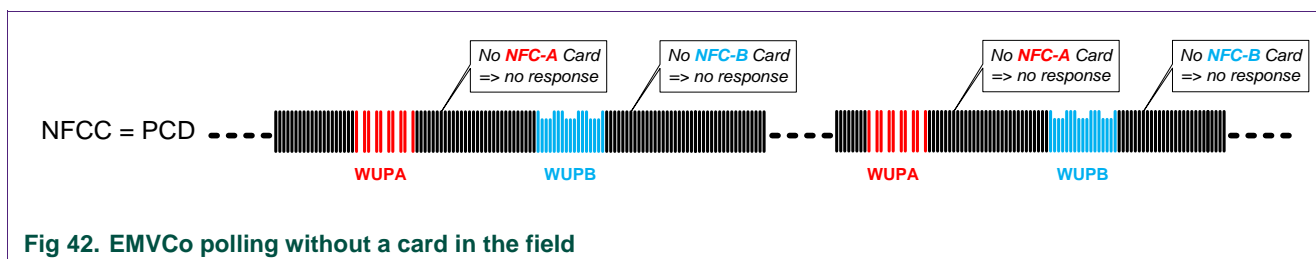 No NFC-A Card
=> no response
No NFC-B Card
=> no response
No NFC-A Card
=> no response
No NFC-B Card
=> no response
NFCC = PCD
WUPA
WUPB
WUPA
WUPB
Fig 42. EMVCo polling without a card in the field